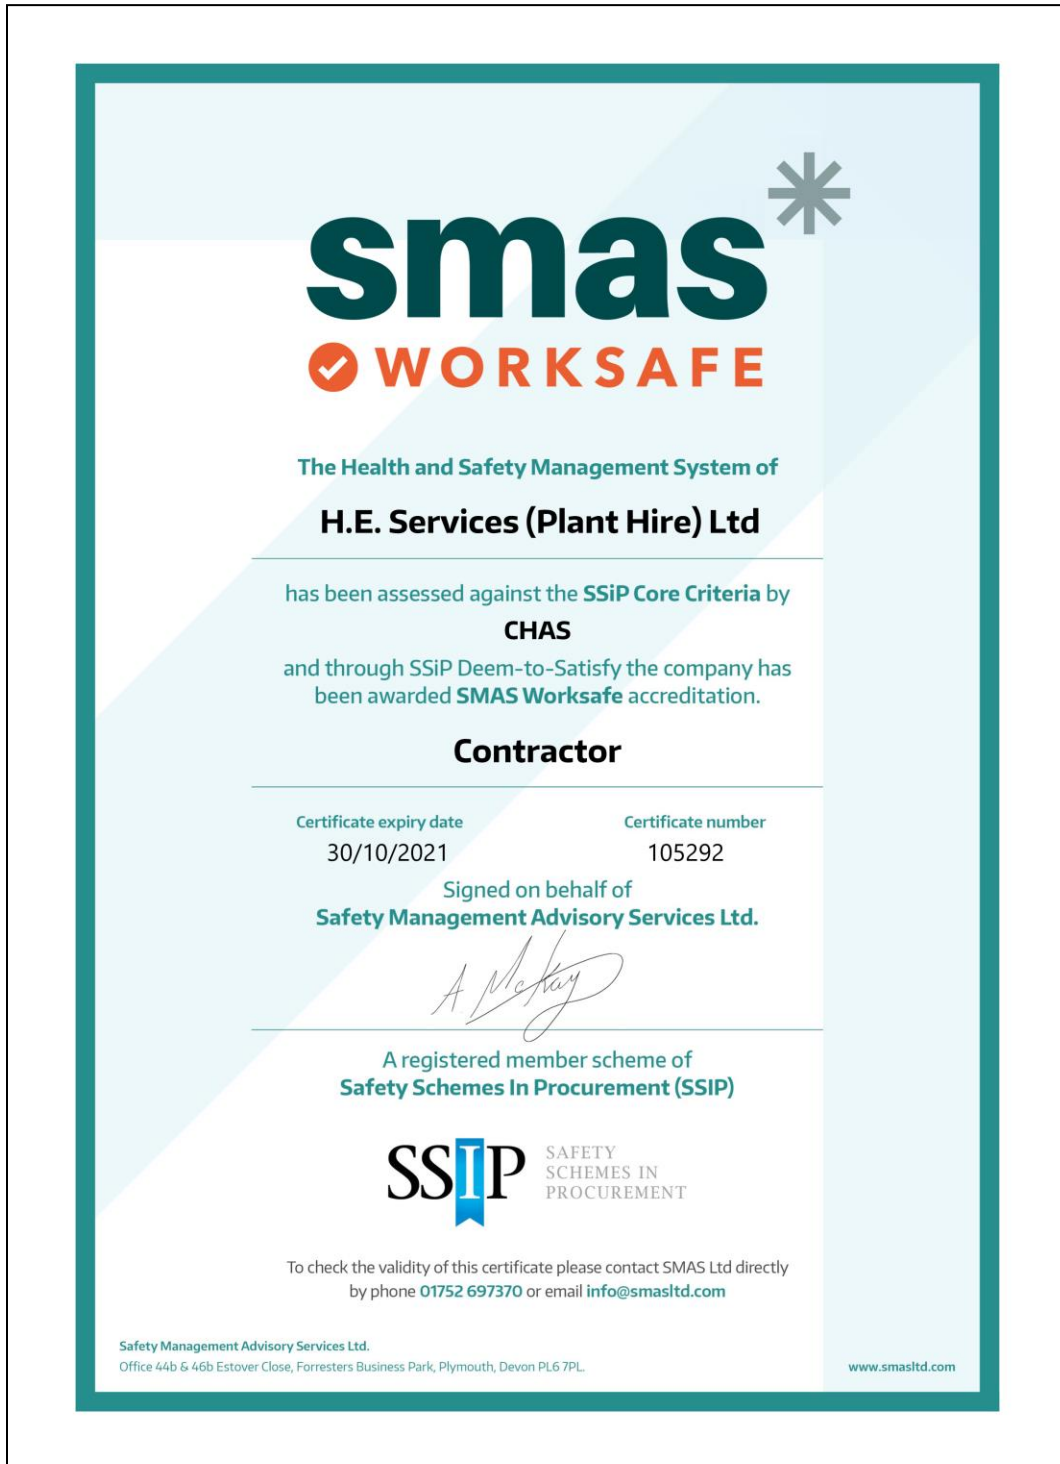 smas
WORKSAFE
The Health and Safety Management System of
H.E. Services (Plant Hire) Ltd
has been assessed against the SSiP Core Criteria by
CHAS
and through SSiP Deem-to-Satisfy the company has
been awarded SMAS Worksafe accreditation.
Contractor
Certificate expiry date
Certificate number
30/10/2021
105292
Signed on behalf of
Safety Management Advisory Services Ltd.
A. McKay
A registered member scheme of
Safety Schemes In Procurement (SSIP)
SSIP
SAFETY
SCHEMES IN
PROCUREMENT
To check the validity of this certificate please contact SMAS Ltd directly
by phone 01752 697370 or email info@smasltd.com
Safety Management Advisory Services Ltd.
Office 44b & 46b Estover Close, Forresters Business Park, Plymouth, Devon PL6 7PL.
www.smasltd.com